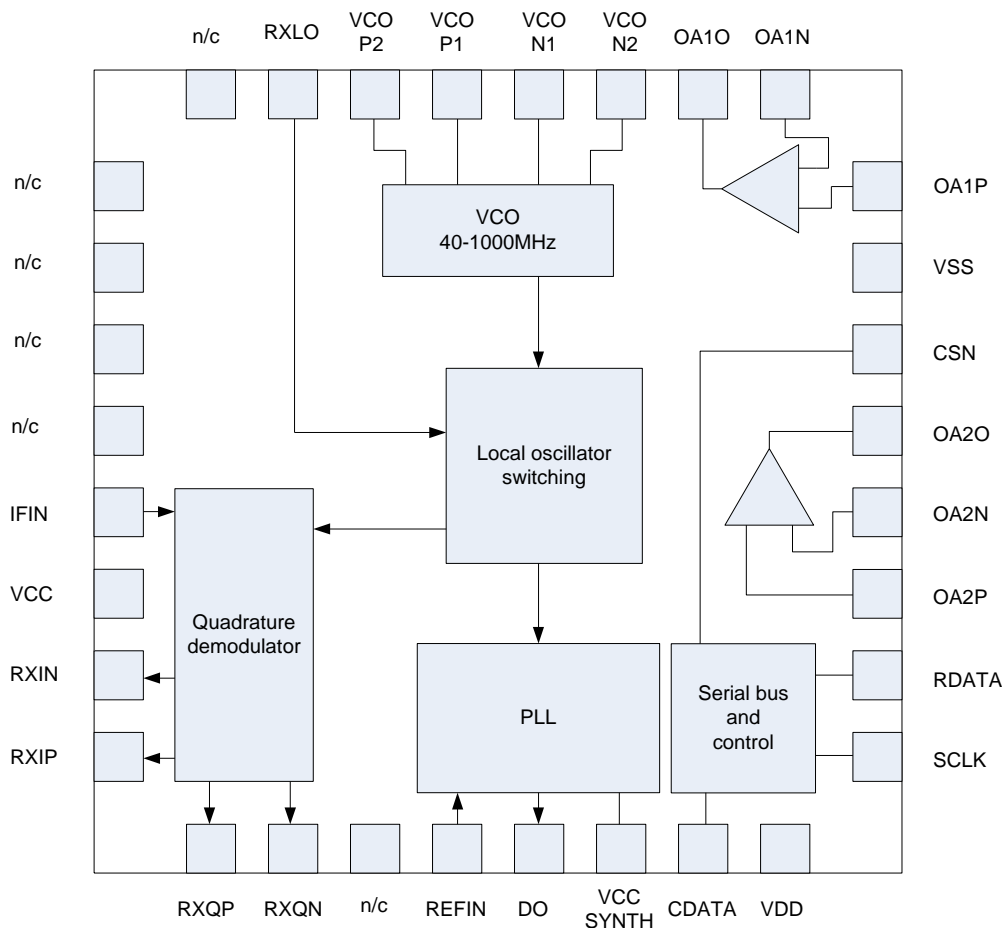 n/c
RXLO
VCO
P2
VCO
P1
VCO
N1
VCO
N2
OA1O
OA1N
n/c
n/c
n/c
n/c
IFIN
VCC
RXIN
RXIP
VCO
40-1000MHz
Local oscillator
switching
Quadrature
demodulator
PLL
Serial bus
and
control
OA1P
VSS
CSN
OA2O
OA2N
OA2P
RDATA
SCLK
RXQP
RXQN
n/c
REFIN
DO
VCC
SYNTH
CDATA
VDD